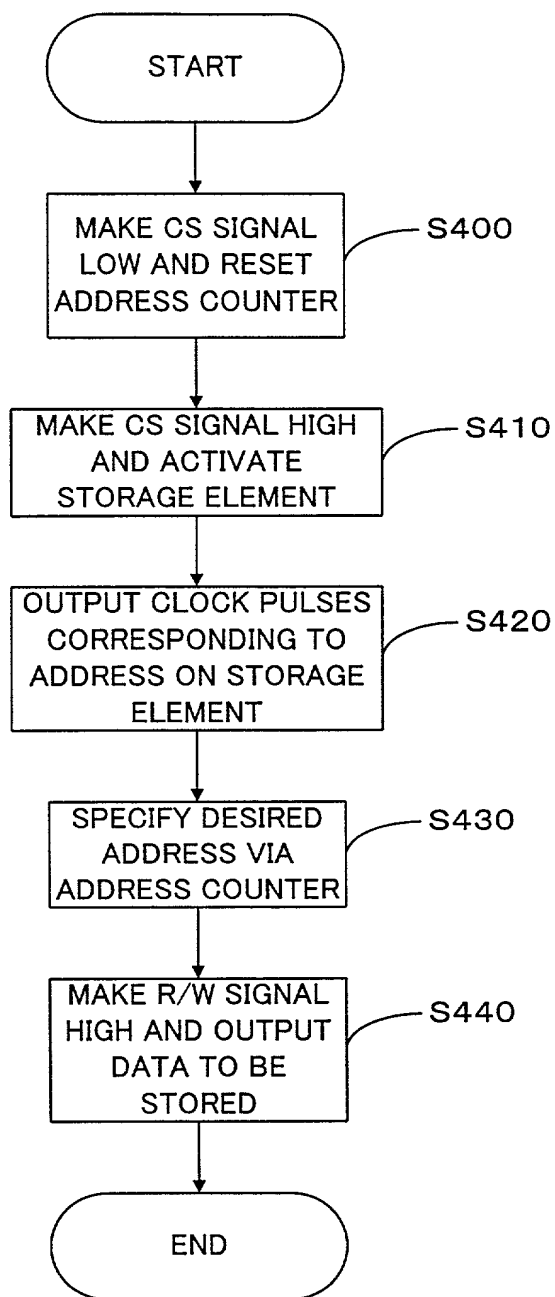 START
MAKE CS SIGNAL
LOW AND RESET
ADDRESS COUNTER
S400
MAKE CS SIGNAL HIGH
AND ACTIVATE
STORAGE ELEMENT
S410
OUTPUT CLOCK PULSES
CORRESPONDING TO
ADDRESS ON STORAGE
ELEMENT
S420
SPECIFY DESIRED
ADDRESS VIA
ADDRESS COUNTER
S430
MAKE R/W SIGNAL
HIGH AND OUTPUT
DATA TO BE
STORED
S440
END